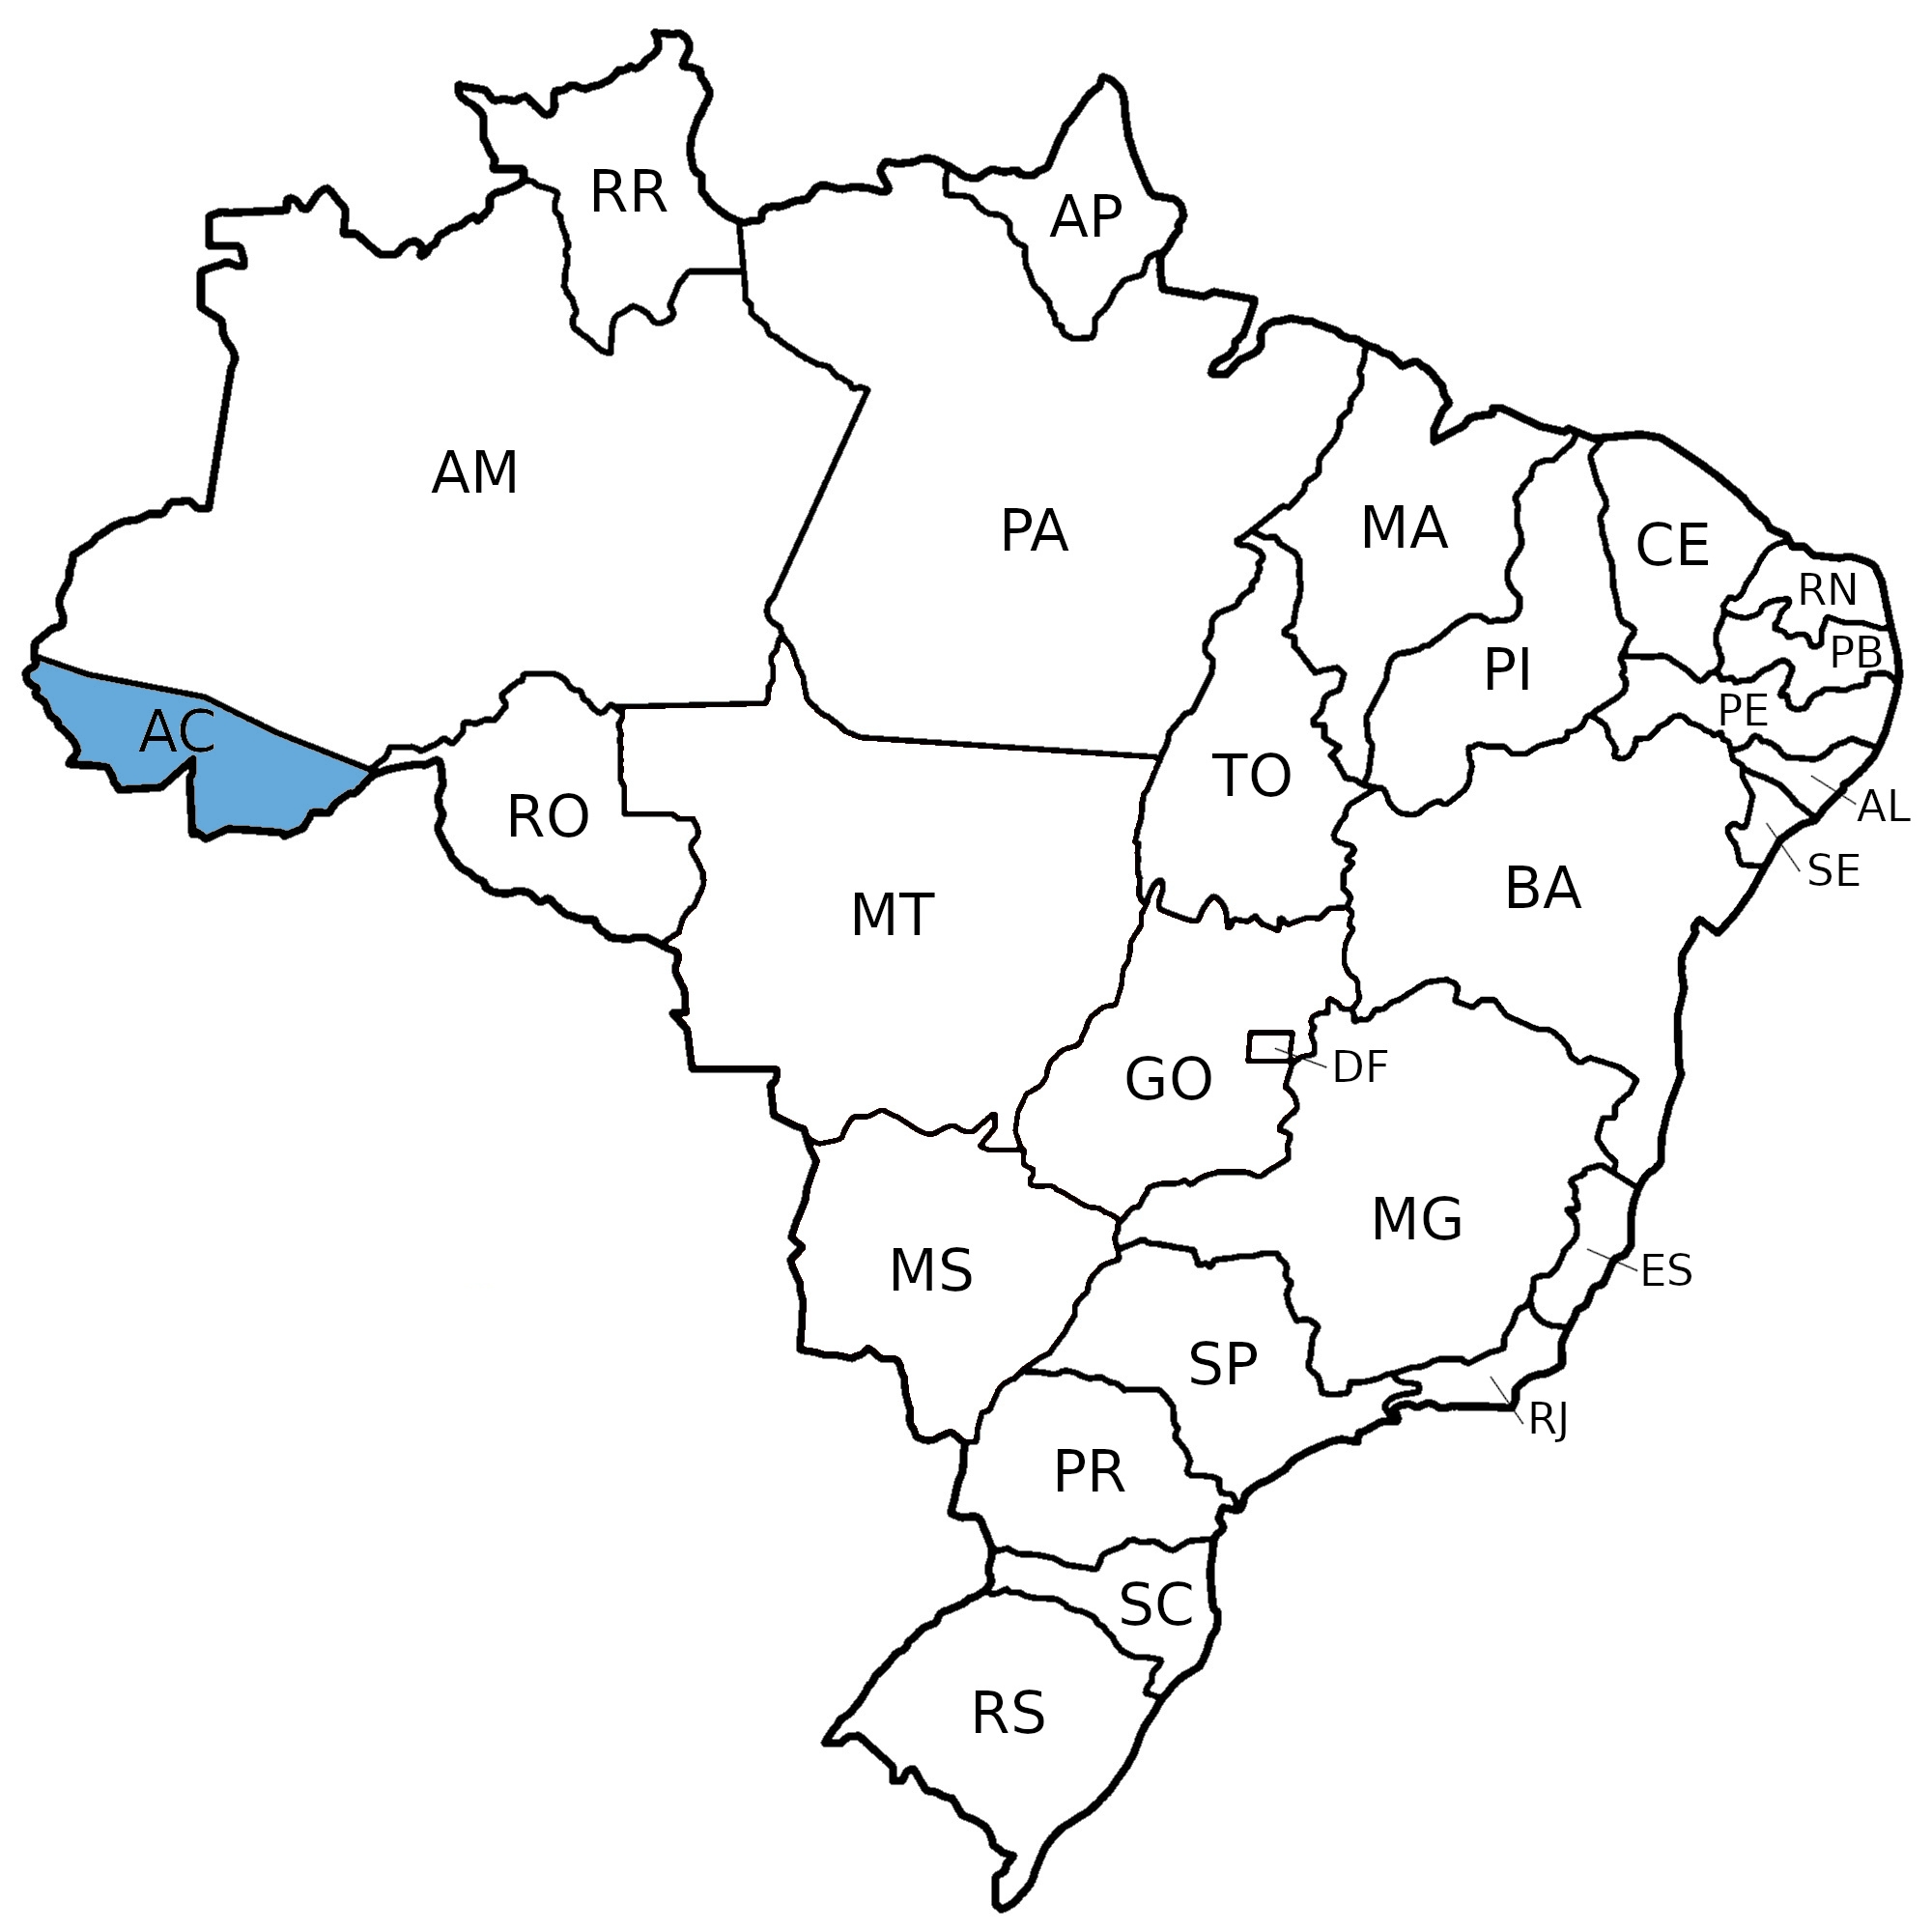 RR
AP
AM
PA
MA
CE
RN
PB
PI
PE
AC
TO
AL
RO
SE
BA
MT
DF
GO
MG
MS
ES
SP
RJ
PR
SC
RS